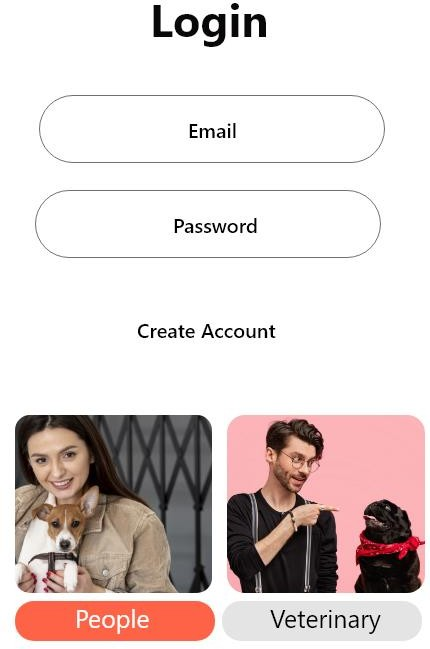 Login
Email
Password
Create Account
People
Veterinary